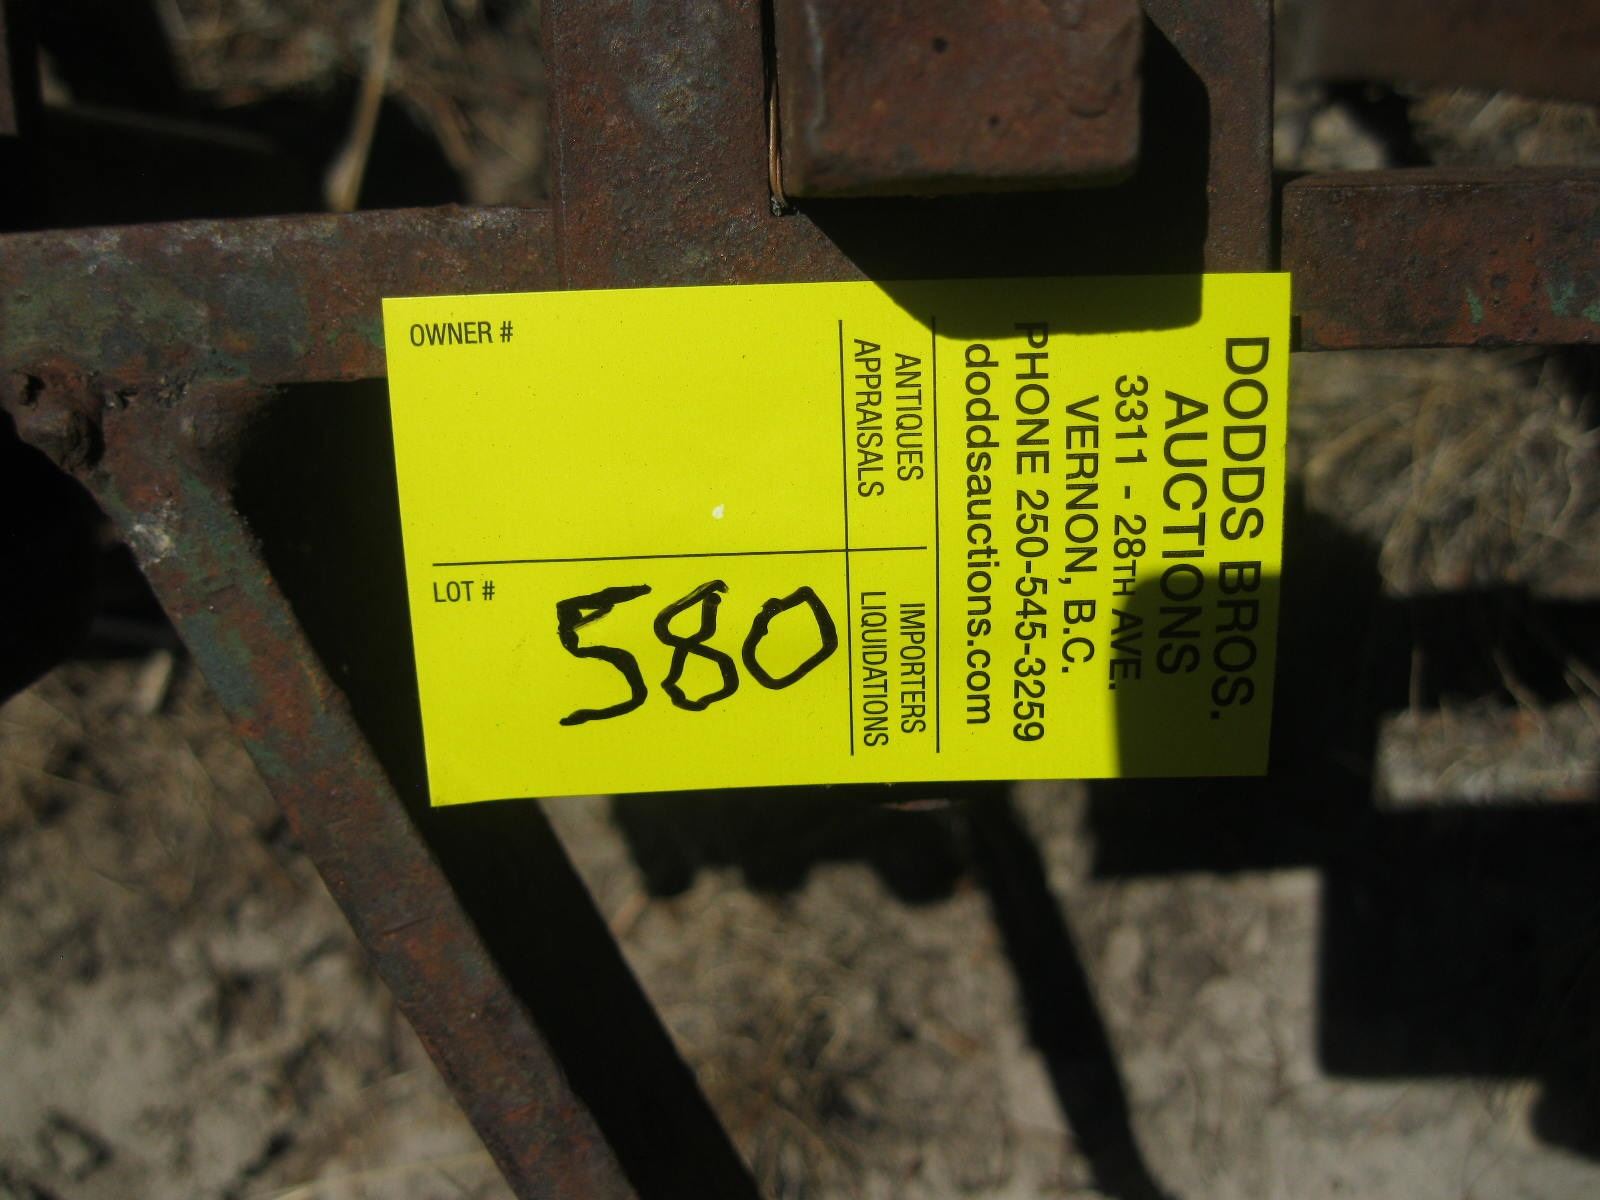 DODDS BROS.
AUCTIONS
3311 - 28TH AVE.
VERNON, B.C.
PHONE 250-545-3259
doddsauctions.com
ANTIQUES
APPRAISALS
IMPORTERS
LIQUIDATIONS
OWNER #
LOT #
580